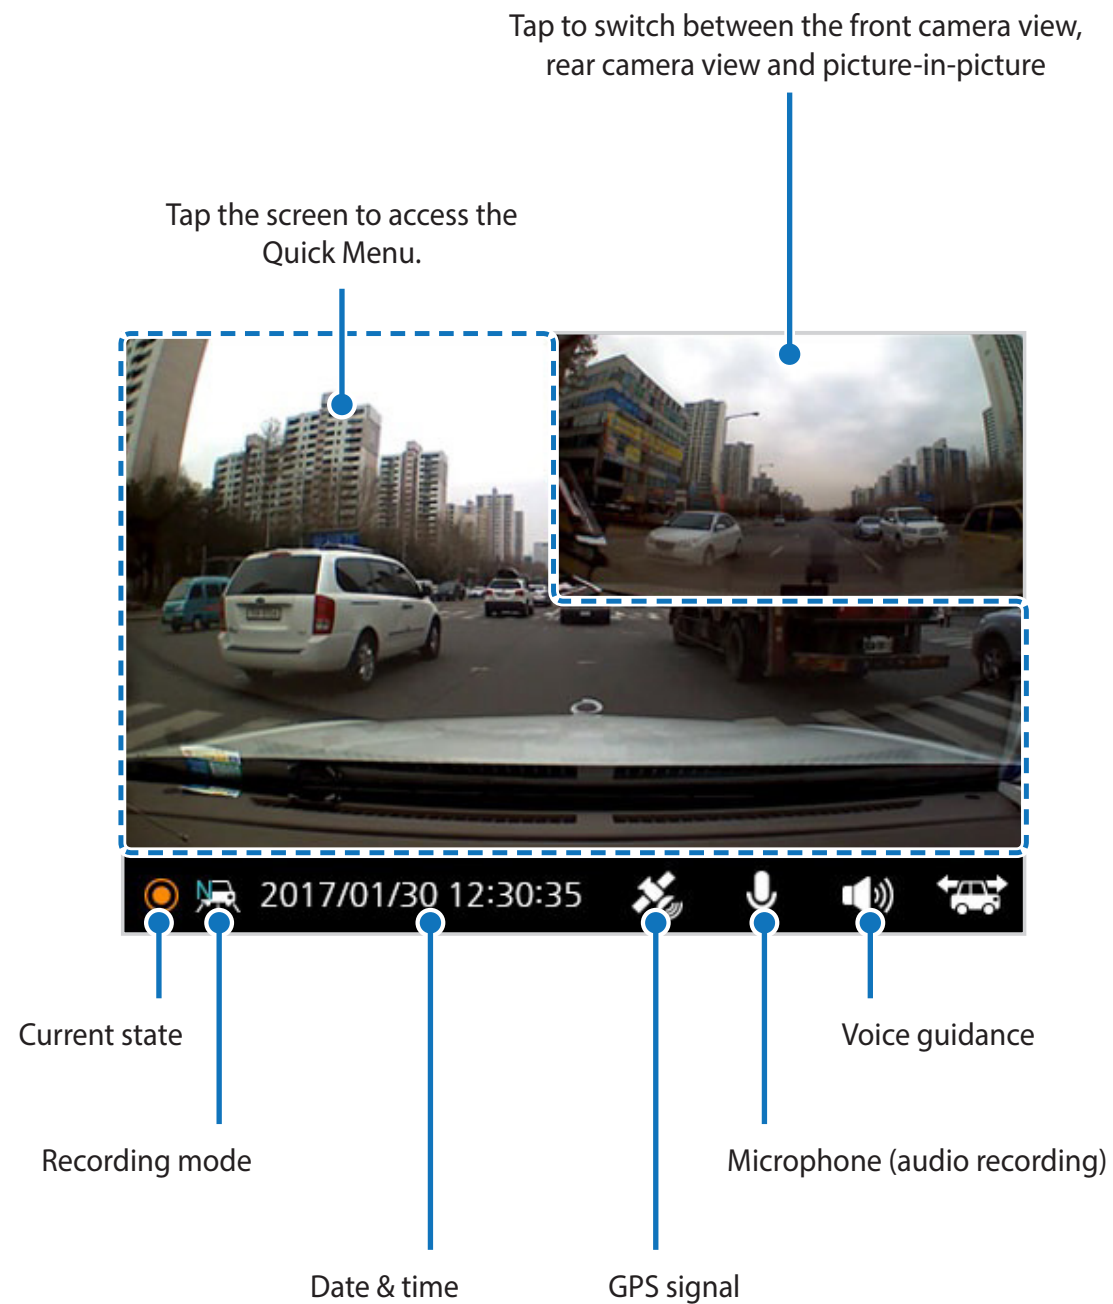 Tap to switch between the front camera view,
rear camera view and picture-in-picture
Tap the screen to access the
Quick Menu.
N
2017/01/30 12:30:35
Current state
Voice guidance
Recording mode
Microphone (audio recording)
Date & time
GPS signal